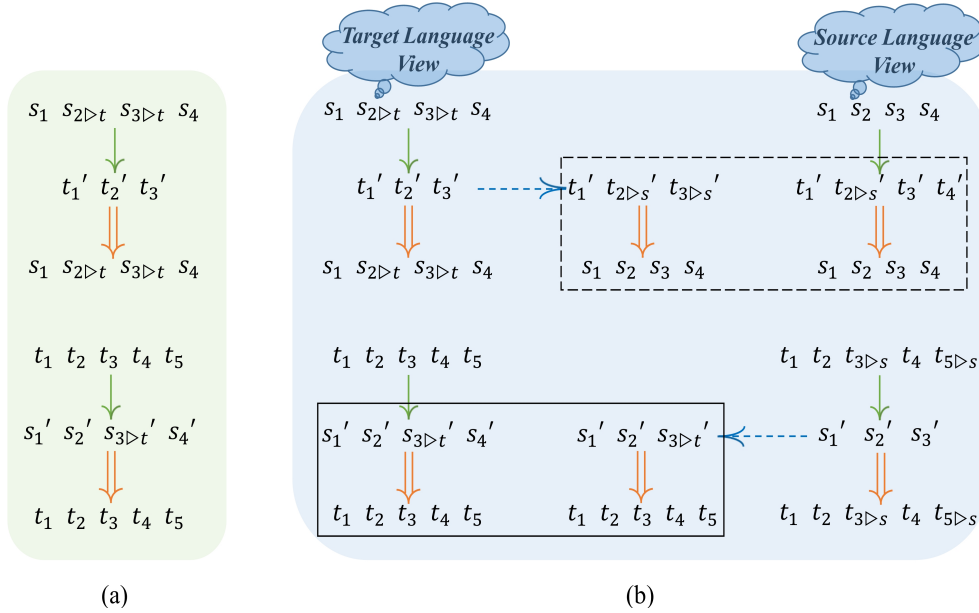 Target Language View
Source Language View
s₁ s₂▷ₜ s₃▷ₜ s₄
t₁′ t₂′ t₃′
s₁ s₂▷ₜ s₃▷ₜ s₄
t₁ t₂ t₃ t₄ t₅
s₁′ s₂′ s₃▷ₜ′ s₄′
t₁ t₂ t₃ t₄ t₅
(a)
s₁ s₂▷ₜ s₃▷ₜ s₄
s₁ s₂ s₃ s₄
t₁′ t₂′ t₃′
t₁′ t₂▷ₛ′ t₃▷ₛ′
t₁′ t₂▷ₛ′ t₃′ t₄′
s₁ s₂▷ₜ s₃▷ₜ s₄
s₁ s₂ s₃ s₄
s₁ s₂ s₃ s₄
t₁ t₂ t₃ t₄ t₅
t₁ t₂ t₃▷ₛ t₄ t₅▷ₛ
s₁′ s₂′ s₃▷ₜ′ s₄′
s₁′ s₂′ s₃▷ₜ′
s₁′ s₂′ s₃′
t₁ t₂ t₃ t₄ t₅
t₁ t₂ t₃ t₄ t₅
t₁ t₂ t₃▷ₛ t₄ t₅▷ₛ
(b)